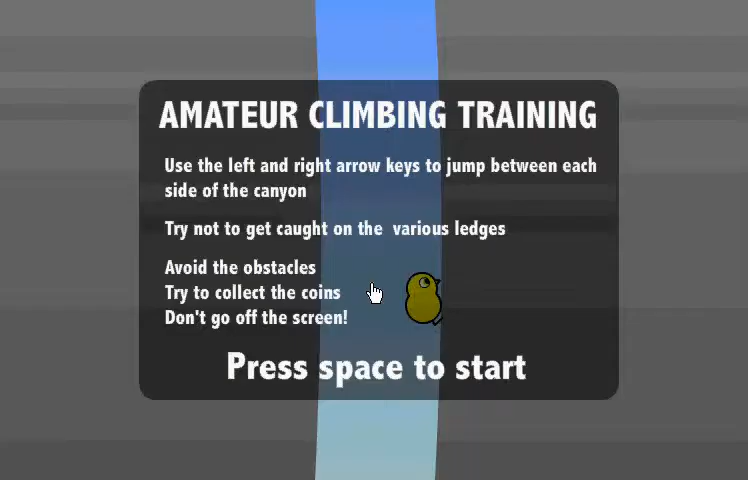 AMATEUR CLIMBING TRAINING
Use the left and right arrow keys to jump between each
side of the canyon
Try not to get caught on the  various ledges
Avoid the obstacles
Try to collect the coins
Don't go off the screen!
Press space to start